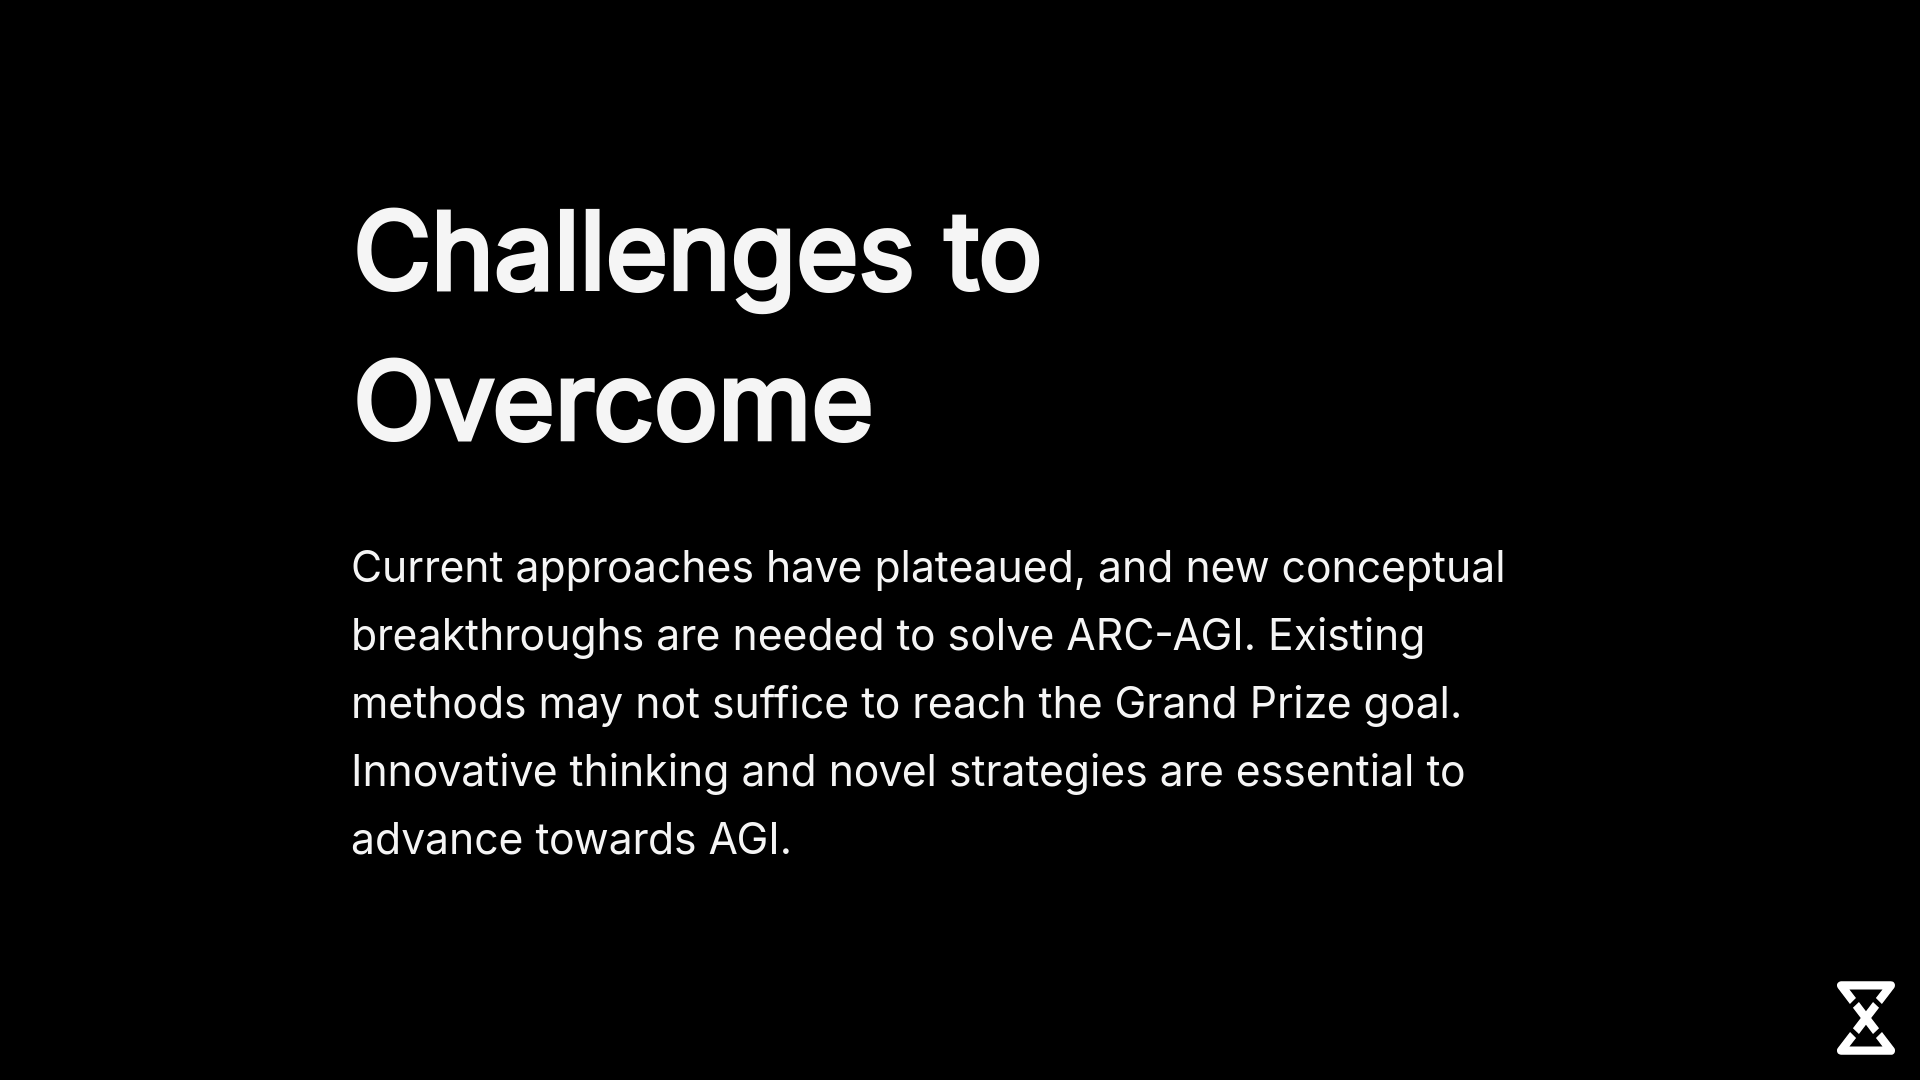 Challenges to
Overcome
Current approaches have plateaued, and new conceptual
breakthroughs are needed to solve ARC-AGI. Existing
methods may not suffice to reach the Grand Prize goal.
Innovative thinking and novel strategies are essential to
advance towards AGI.